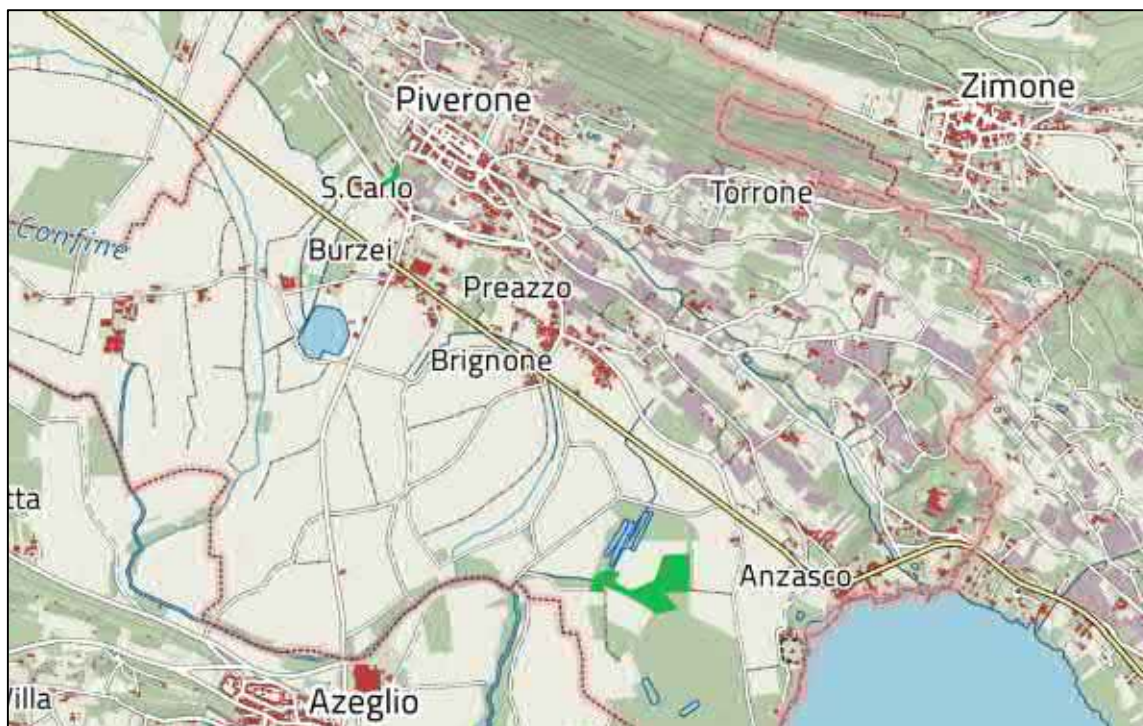 Zimone
Piverone
S.Carlo
Torrone
Confine
Burzei
Preazzo
Brignone
tta
Anzasco
Villa
Azeglio